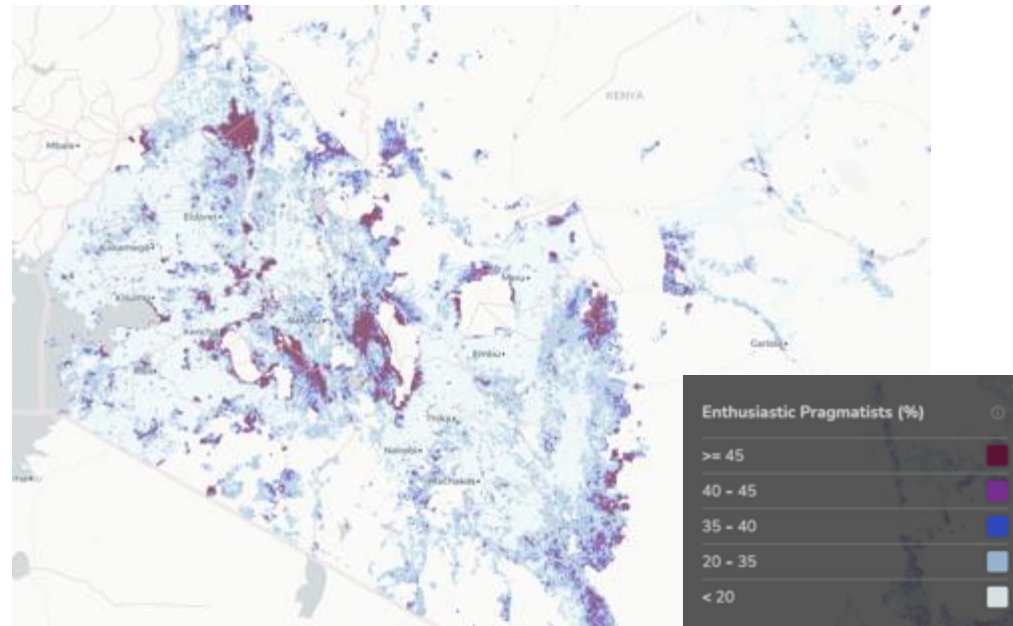 KENYA
Mbale
Eldoret
Kakamega
Kisumu
Meru
Kericho
Nakuru
Embu
Garissa
Thika
Nairobi
Machakos
Enthusiastic Pragmatists (%)
>= 45
40 - 45
35 - 40
20 - 35
< 20